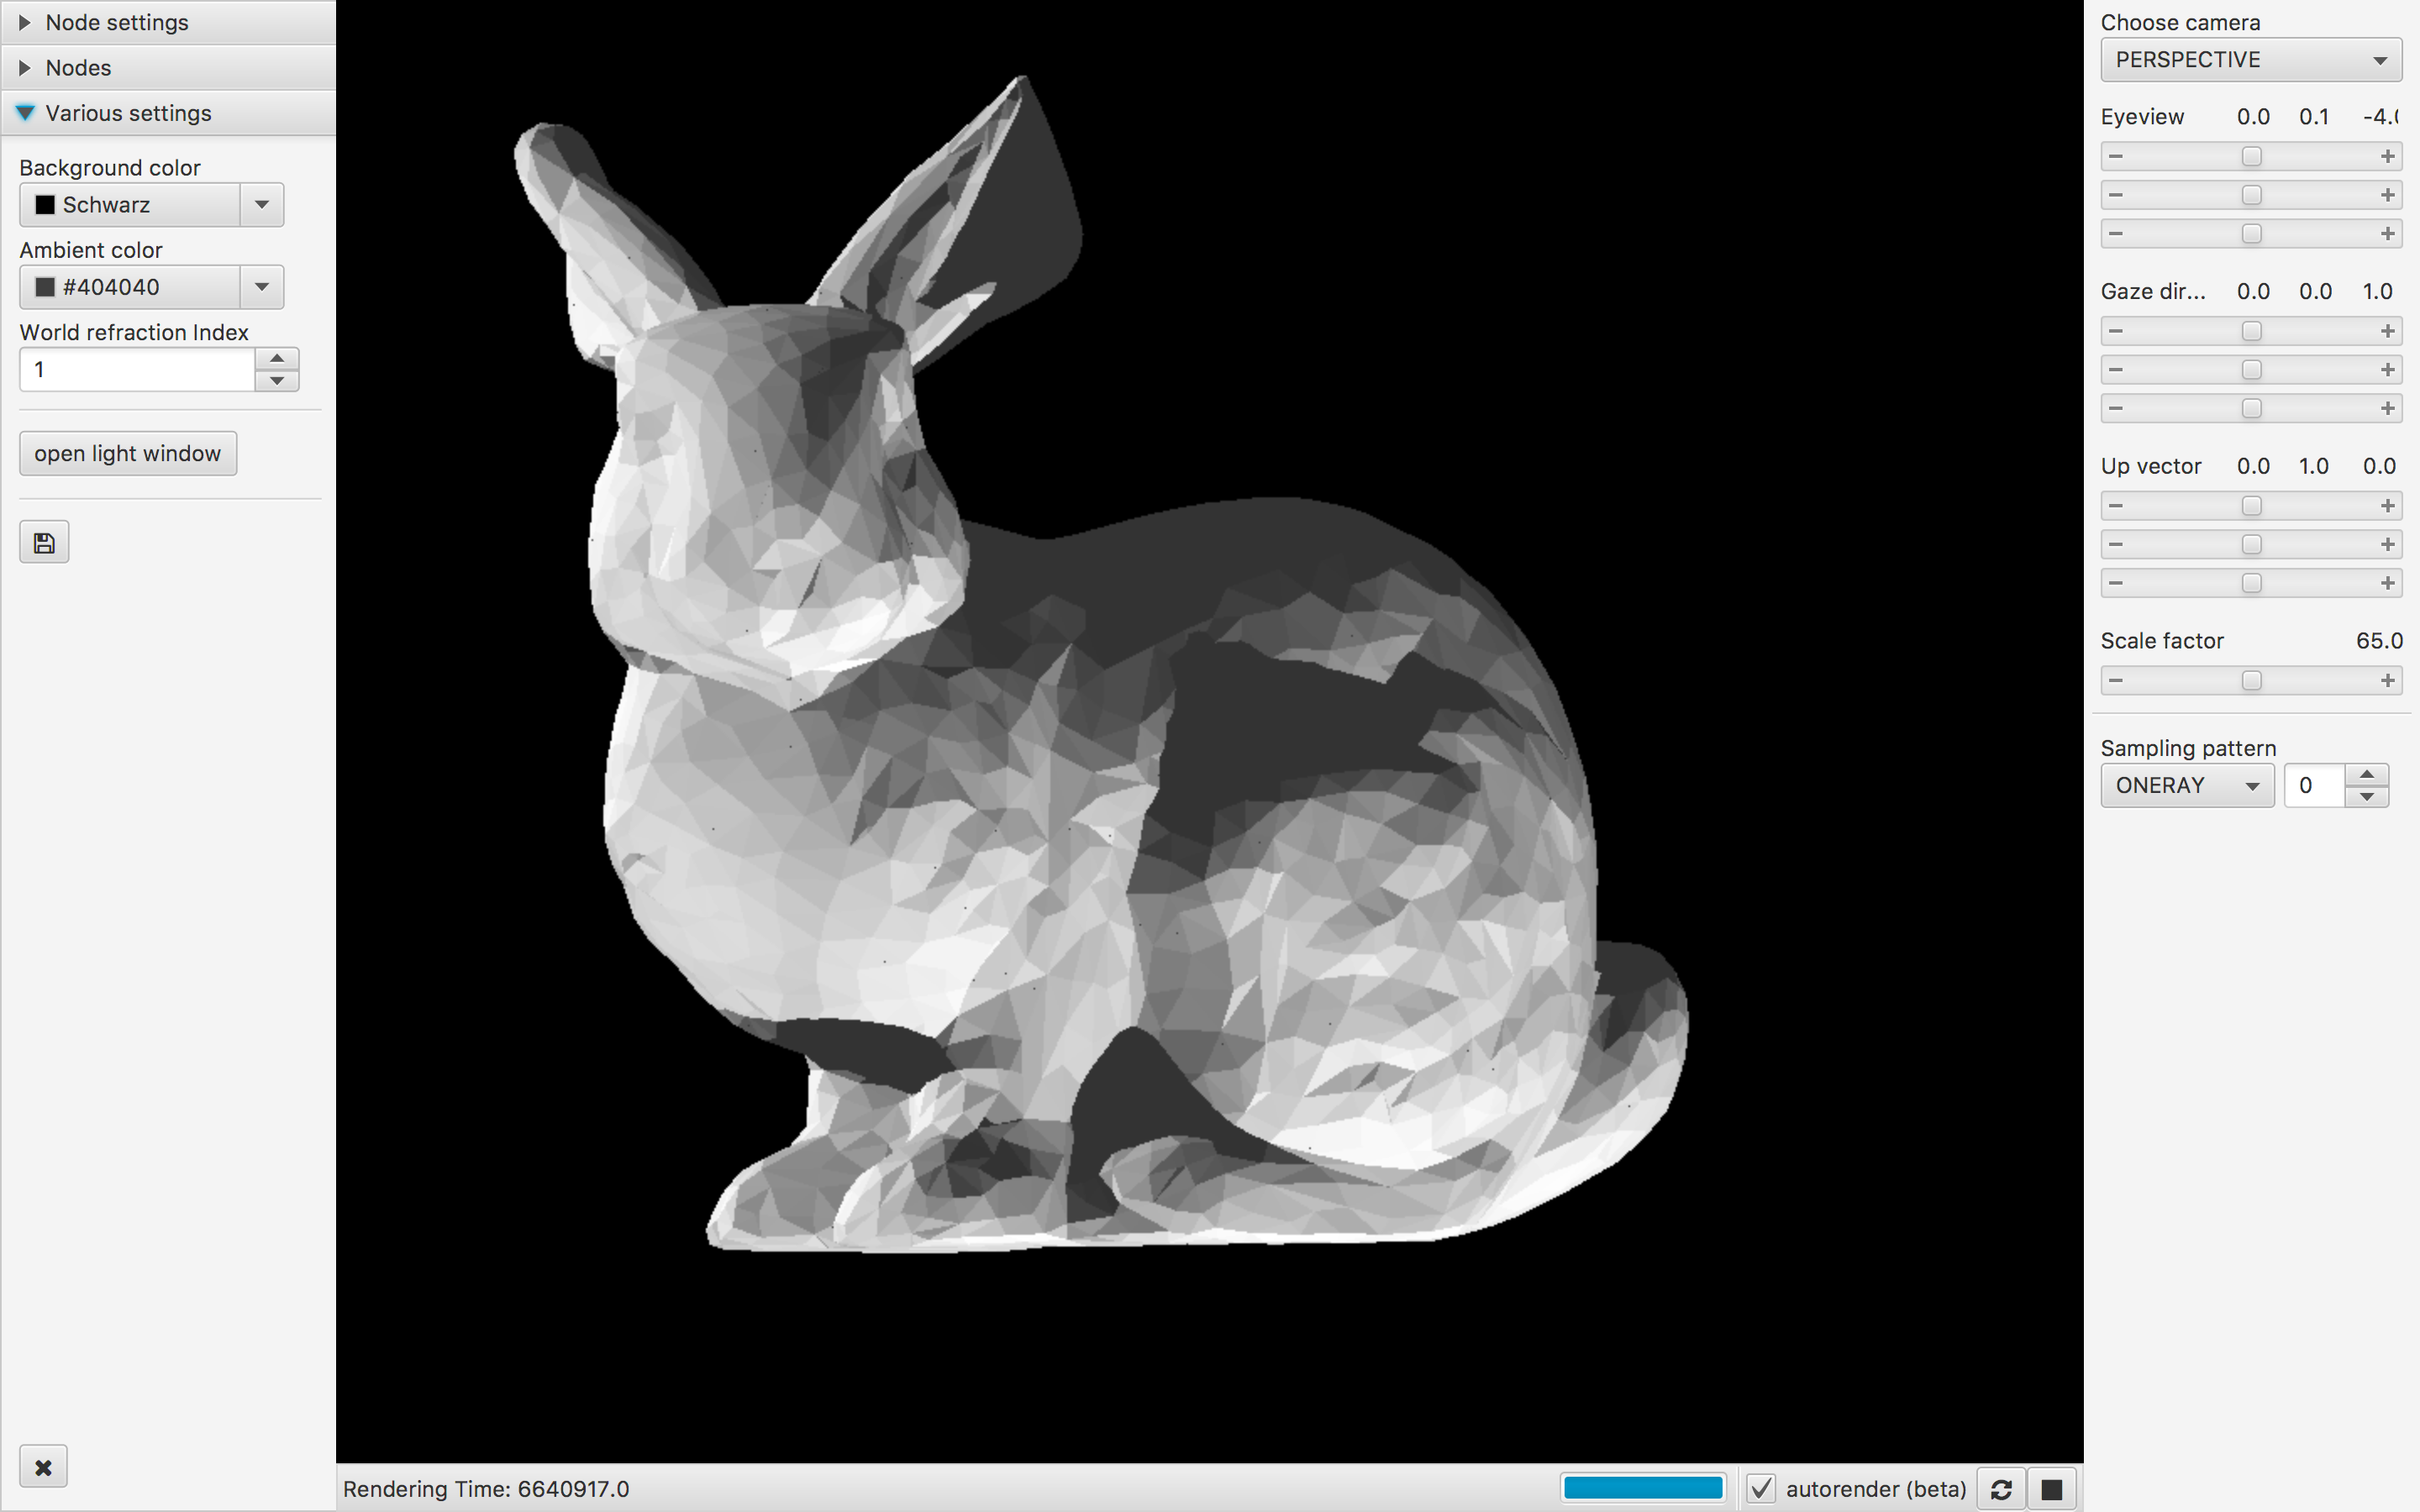 Node settings
Nodes
Various settings
Background color
Schwarz
Ambient color
#404040
World refraction Index
1
open light window
Rendering Time: 6640917.0
autorender (beta)
Choose camera
PERSPECTIVE
Eyeview 0.0 0.1 -4.0
Gaze dir... 0.0 0.0 1.0
Up vector 0.0 1.0 0.0
Scale factor 65.0
Sampling pattern
ONERAY 0